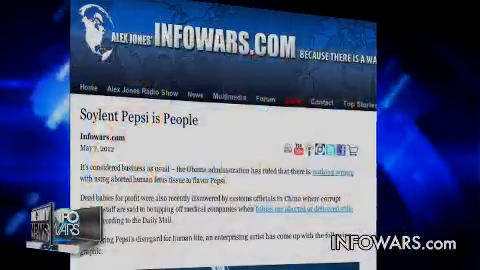 ALEX JONES' INFOWARS.COM BECAUSE THERE IS A WA
Home Alex Jones Radio Show News Multimedia Forum Contact Top Stories
Soylent Pepsi is People
Infowars.com
May 7, 2012
It's considered business as usual – the Obama administration has ruled that there is nothing wrong
with using aborted human fetus tissue to flavor Pepsi.
Dead babies for profit were also recently discovered by customs officials in China where corrupt
staff are said to be tipping off medical companies when babies are aborted or delivered still
according to the Daily Mail.
ing Pepsi's disregard for human life, an enterprising artist has come up with the follo
graphic:
INFO
WARS
INFOWARS.com